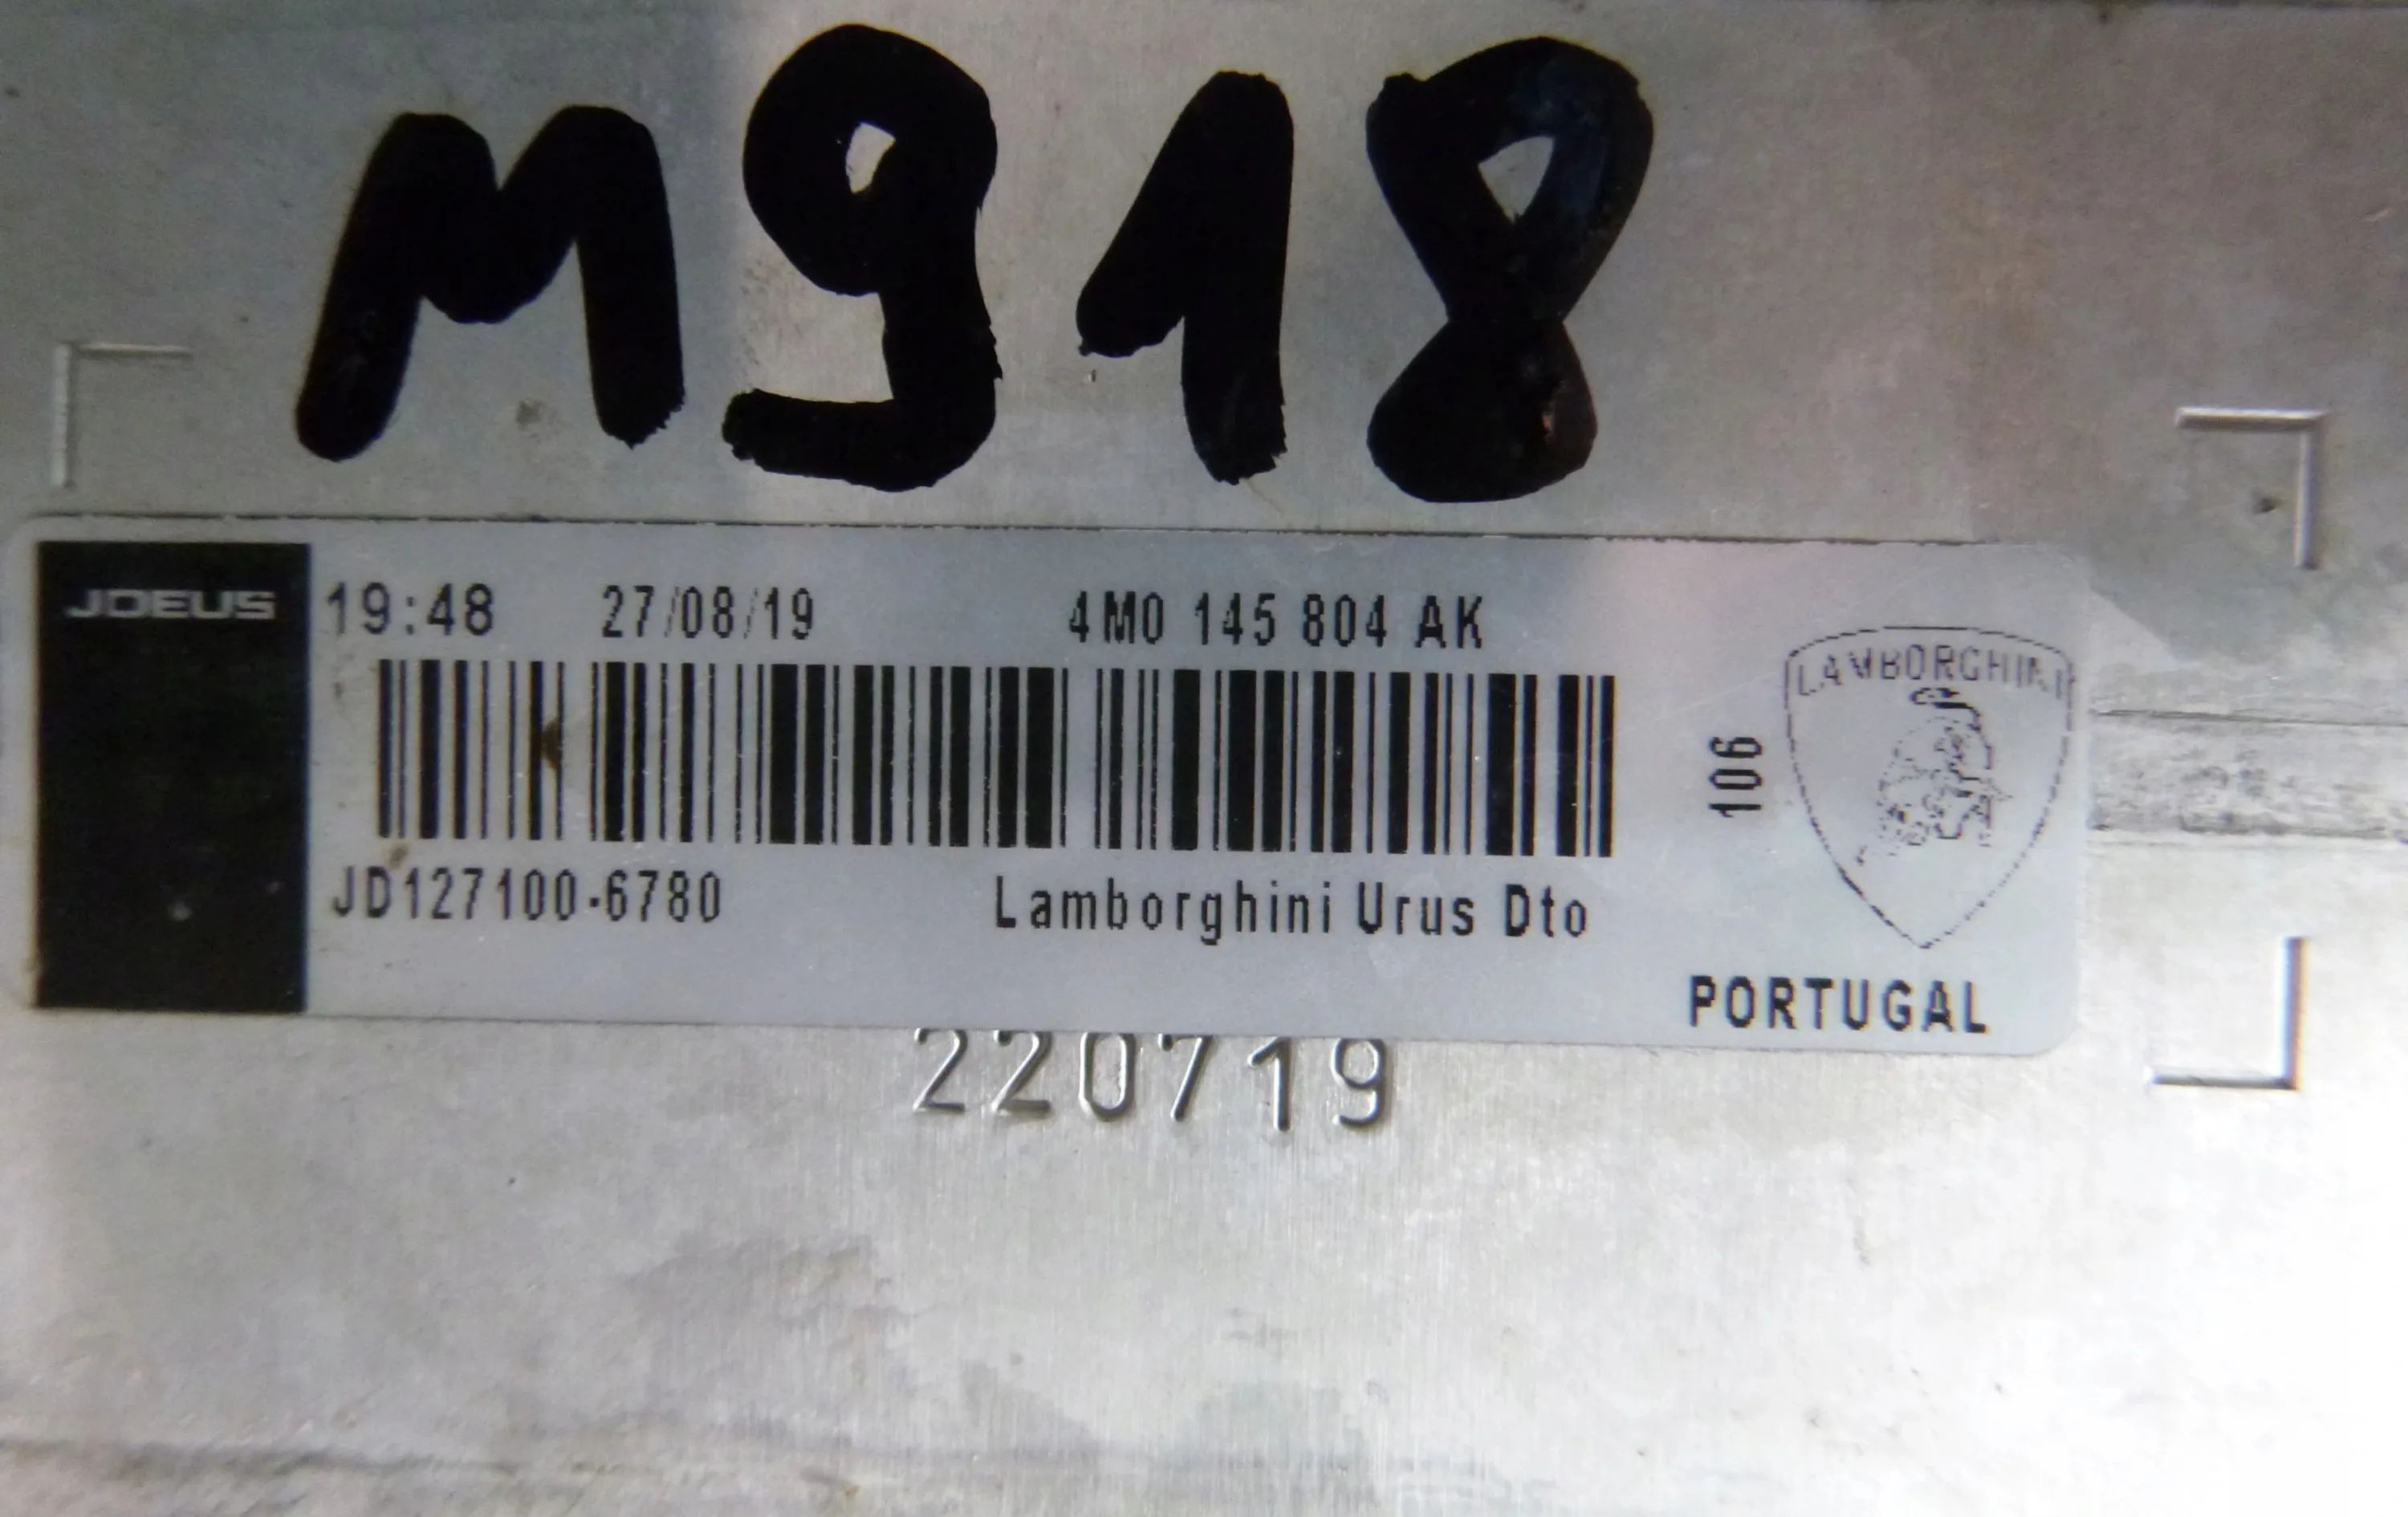 M918
JDEUS
19:48 27/08/19 4M0 145 804 AK
LAMBORGHINI
106
JD127100-6780 Lamborghini Urus Dto
PORTUGAL
220719